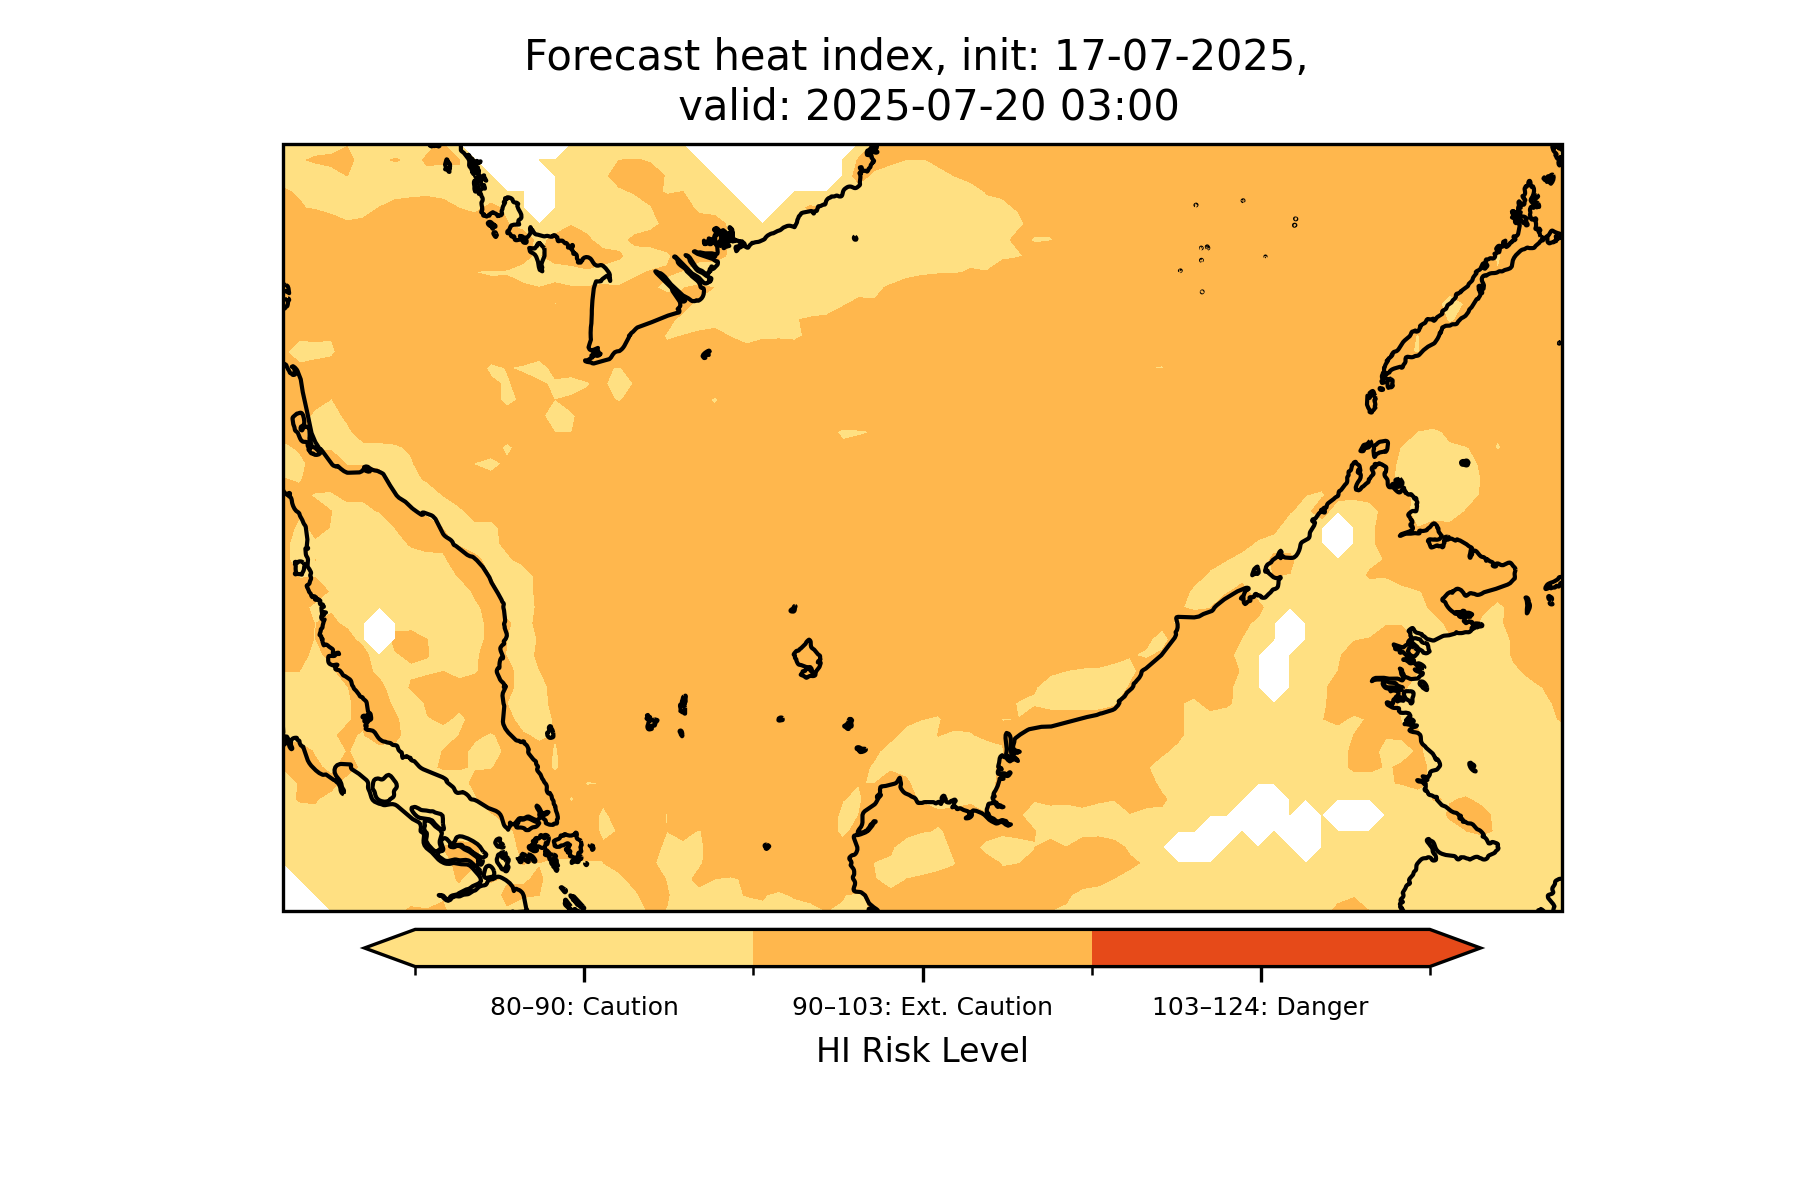 Forecast heat index, init: 17-07-2025,
valid: 2025-07-20 03:00
80–90: Caution
90–103: Ext. Caution
103–124: Danger
HI Risk Level